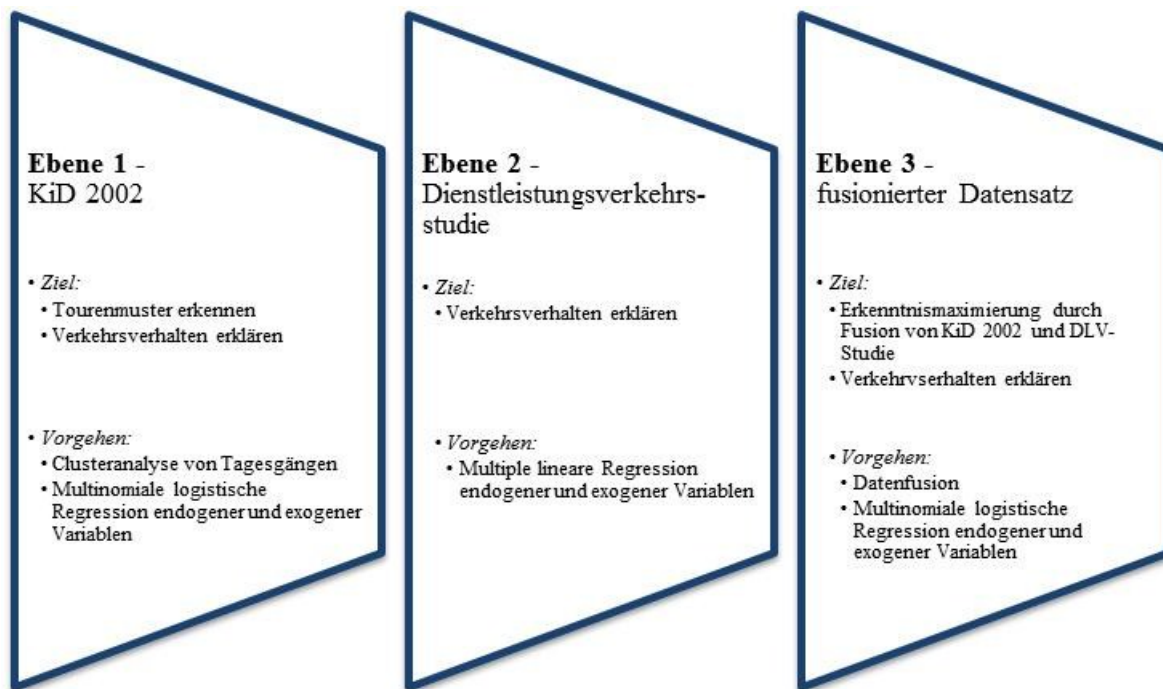 Ebene 1 -
KiD 2002
• Ziel:
• Tourenmuster erkennen
• Verkehrsverhalten erklären
• Vorgehen:
• Clusteranalyse von Tagesgängen
• Multinomiale logistische
Regression endogener und exogener
Variablen
Ebene 2 -
Dienstleistungsverkehrs-
studie
• Ziel:
• Verkehrsverhalten erklären
• Vorgehen:
• Multiple lineare Regression
endogener und exogener Variablen
Ebene 3 -
fusionierter Datensatz
• Ziel:
• Erkenntnismaximierung durch
Fusion von KiD 2002 und DLV-
Studie
• Verkehrvserhalten erklären
• Vorgehen:
• Datenfusion
• Multinomiale logistische
Regression endogener und
exogener Variablen